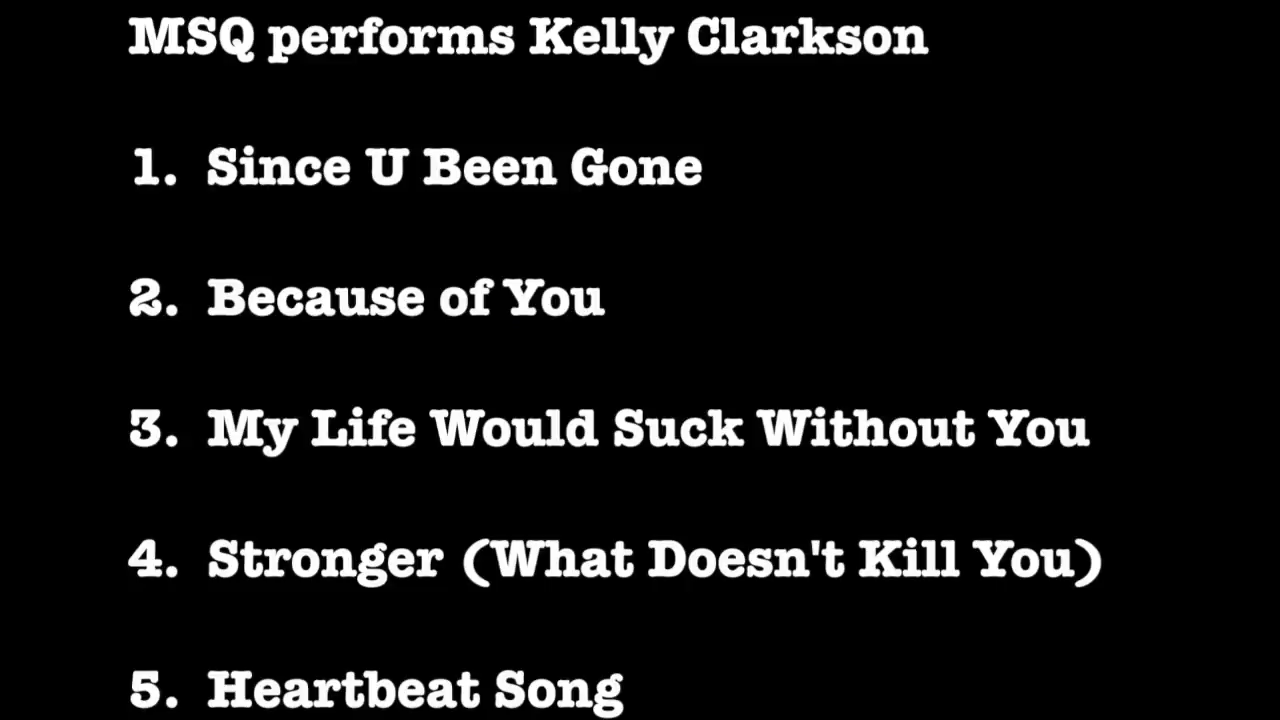 MSQ performs Kelly Clarkson
1. Since U Been Gone
2. Because of You
3. My Life Would Suck Without You
4. Stronger (What Doesn't Kill You)
5. Heartbeat Song